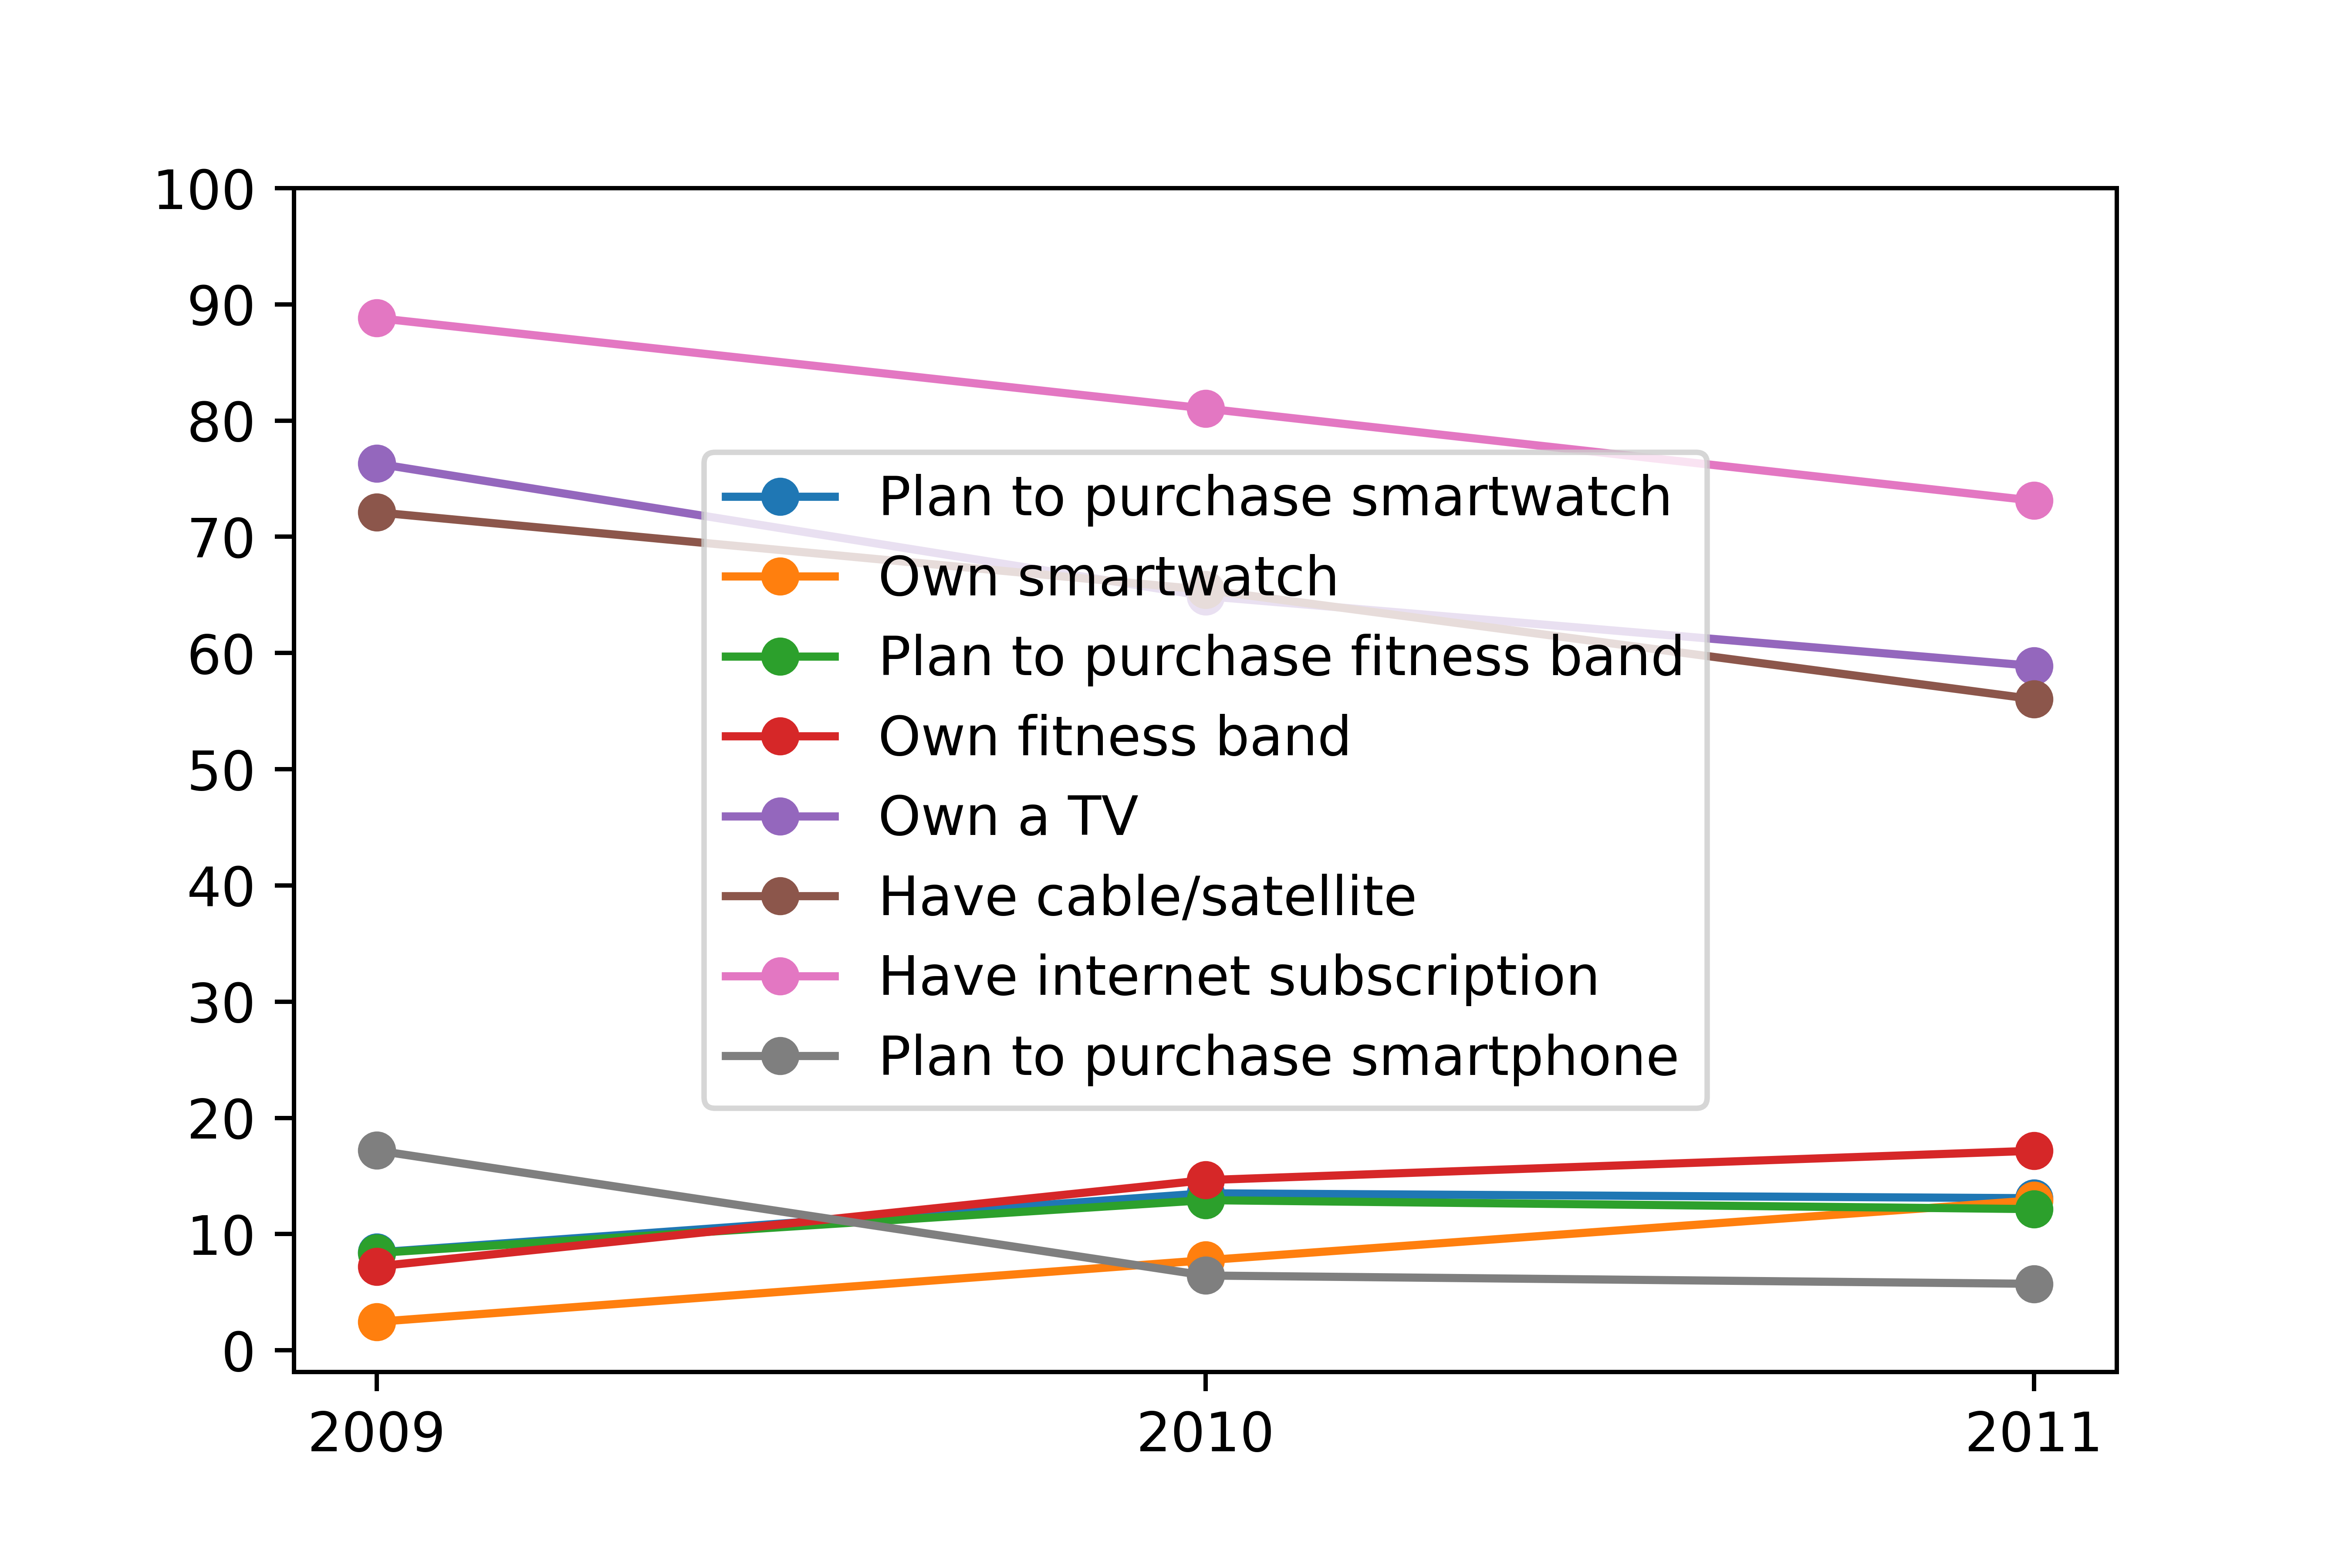 100
90
80
70
60
50
40
30
20
10
0
Plan to purchase smartwatch
Own smartwatch
Plan to purchase fitness band
Own fitness band
Own a TV
Have cable/satellite
Have internet subscription
Plan to purchase smartphone
2009 2010 2011